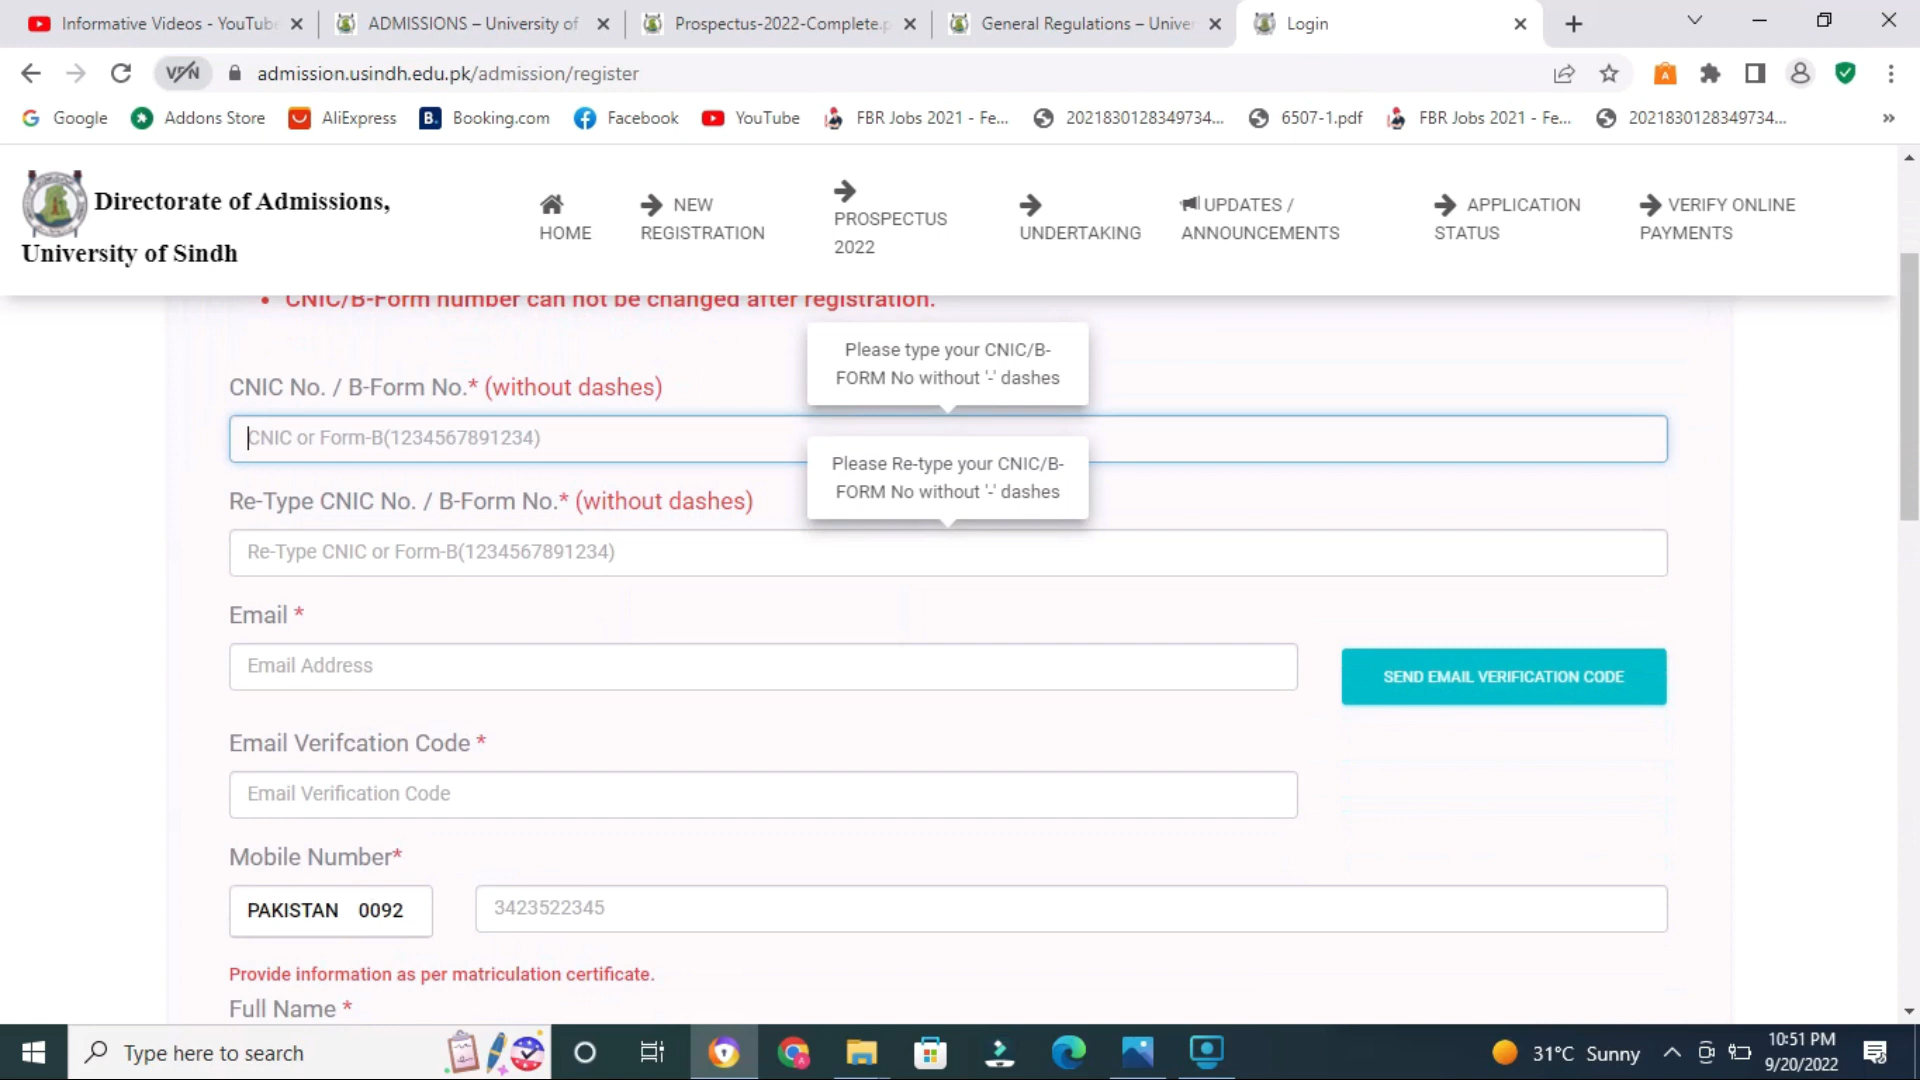 Informative Videos - YouTube
ADMISSIONS – University of
Prospectus-2022-Complete.p
General Regulations – Univer
Login
VPN
admission.usindh.edu.pk/admission/register
Google
Addons Store
AliExpress
B.
Booking.com
Facebook
YouTube
FBR Jobs 2021 - Fe...
2021830128349734...
6507-1.pdf
FBR Jobs 2021 - Fe...
2021830128349734...
»
Directorate of Admissions,
University of Sindh
HOME
NEW
REGISTRATION
PROSPECTUS
2022
UNDERTAKING
UPDATES /
ANNOUNCEMENTS
APPLICATION
STATUS
VERIFY ONLINE
PAYMENTS
• CNIC/B-Form number can not be changed after registration.
Please type your CNIC/B-
FORM No without '-' dashes
CNIC No. / B-Form No.* (without dashes)
CNIC or Form-B(1234567891234)
Please Re-type your CNIC/B-
FORM No without '-' dashes
Re-Type CNIC No. / B-Form No.* (without dashes)
Re-Type CNIC or Form-B(1234567891234)
Email *
Email Address
SEND EMAIL VERIFICATION CODE
Email Verifcation Code *
Email Verification Code
Mobile Number*
PAKISTAN 0092
3423522345
Provide information as per matriculation certificate.
Full Name *
Type here to search
31°C Sunny
10:51 PM
9/20/2022